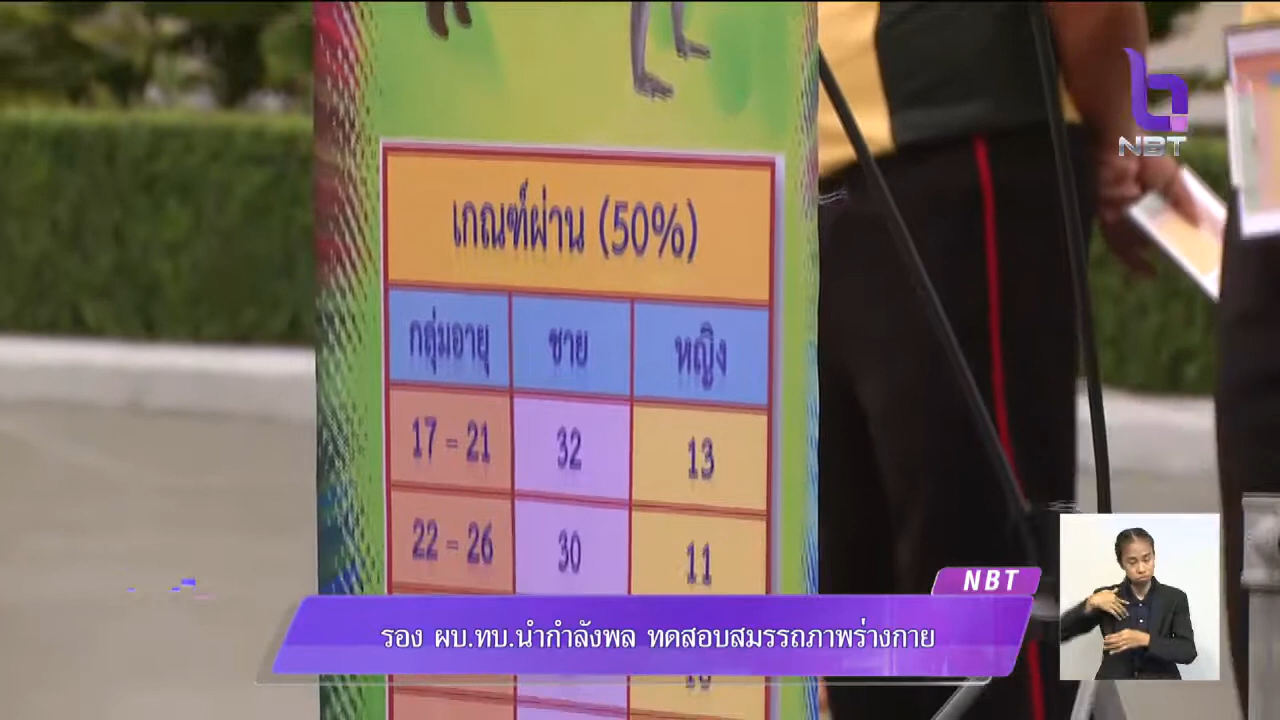 NBT
เกณฑ์ผ่าน (50%)
กลุ่มอายุ ชาย หญิง
17 - 21 32 13
22 - 26 30 11
NBT
รอง ผบ.ทบ.นำกำลังพล ทดสอบสมรรถภาพร่างกาย